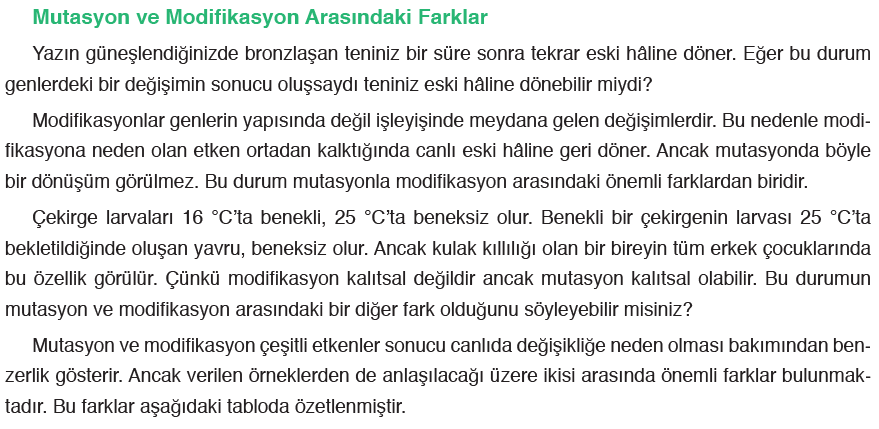 Mutasyon ve Modifikasyon Arasındaki Farklar
Yazın güneşlendiğinizde bronzlaşan teniniz bir süre sonra tekrar eski hâline döner. Eğer bu durum
genlerdeki bir değişimin sonucu oluşsaydı teniniz eski hâline dönebilir miydi?
Modifikasyonlar genlerin yapısında değil işleyişinde meydana gelen değişimlerdir. Bu nedenle modi-
fikasyona neden olan etken ortadan kalktığında canlı eski hâline geri döner. Ancak mutasyonda böyle
bir dönüşüm görülmez. Bu durum mutasyonla modifikasyon arasındaki önemli farklardan biridir.
Çekirge larvaları 16 °C’ta benekli, 25 °C’ta beneksiz olur. Benekli bir çekirgenin larvası 25 °C’ta
bekletildiğinde oluşan yavru, beneksiz olur. Ancak kulak kıllılığı olan bir bireyin tüm erkek çocuklarında
bu özellik görülür. Çünkü modifikasyon kalıtsal değildir ancak mutasyon kalıtsal olabilir. Bu durumun
mutasyon ve modifikasyon arasındaki bir diğer fark olduğunu söyleyebilir misiniz?
Mutasyon ve modifikasyon çeşitli etkenler sonucu canlıda değişikliğe neden olması bakımından ben-
zerlik gösterir. Ancak verilen örneklerden de anlaşılacağı üzere ikisi arasında önemli farklar bulunmak-
tadır. Bu farklar aşağıdaki tabloda özetlenmiştir.